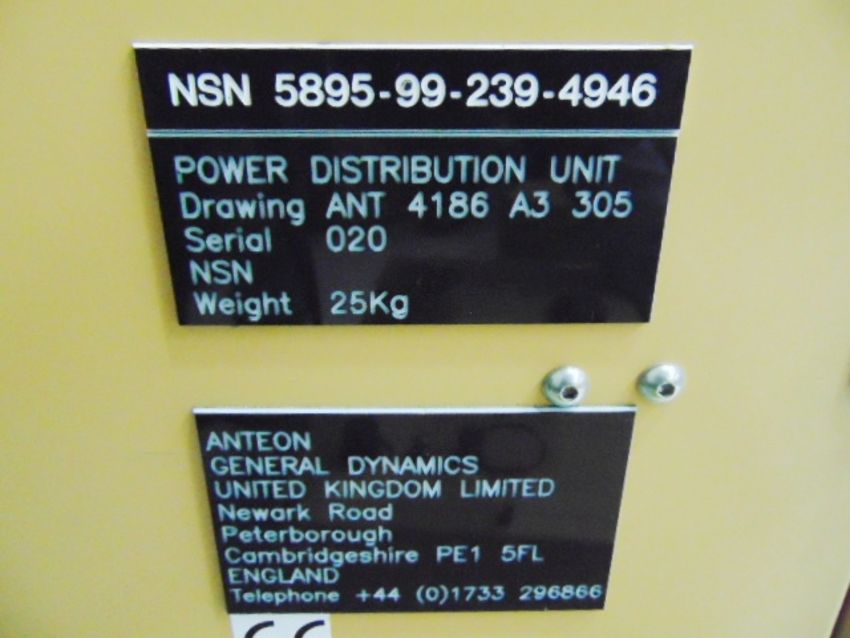 NSN 5895-99-239-4946
POWER DISTRIBUTION UNIT
Drawing ANT 4186 A3 305
Serial 020
NSN
Weight 25Kg
ANTEON
GENERAL DYNAMICS
UNITED KINGDOM LIMITED
Newark Road
Peterborough
Cambridgeshire PE1 5FL
ENGLAND
Telephone +44 (0)1733 296866